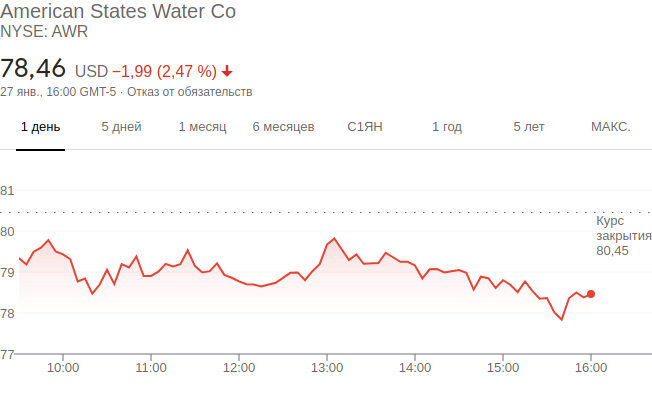 American States Water Co
NYSE: AWR
78,46 USD −1,99 (2,47 %)
27 янв., 16:00 GMT-5 · Отказ от обязательств
1 день 5 дней 1 месяц 6 месяцев С1ЯН 1 год 5 лет МАКС.
81
80
79
78
77
Курс
закрытия
80,45
10:00 11:00 12:00 13:00 14:00 15:00 16:00